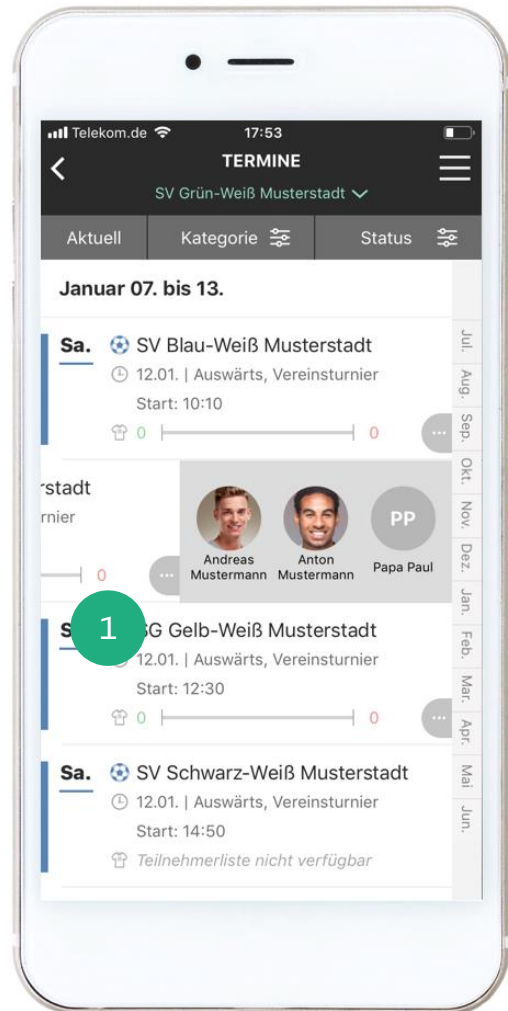 Telekom.de 17:53
TERMINE
SV Grün-Weiß Musterstadt
Aktuell Kategorie Status
Januar 07. bis 13.
Sa. SV Blau-Weiß Musterstadt
12.01. | Auswärts, Vereinsturnier
Start: 10:10
0 0
rstadt
rnier
0
PP
Andreas Mustermann
Anton Mustermann
Papa Paul
1
SG Gelb-Weiß Musterstadt
12.01. | Auswärts, Vereinsturnier
Start: 12:30
0 0
Sa. SV Schwarz-Weiß Musterstadt
12.01. | Auswärts, Vereinsturnier
Start: 14:50
Teilnehmerliste nicht verfügbar
Jul.
Aug.
Sep.
Okt.
Nov.
Dez.
Jan.
Feb.
Mar.
Apr.
Mai
Jun.